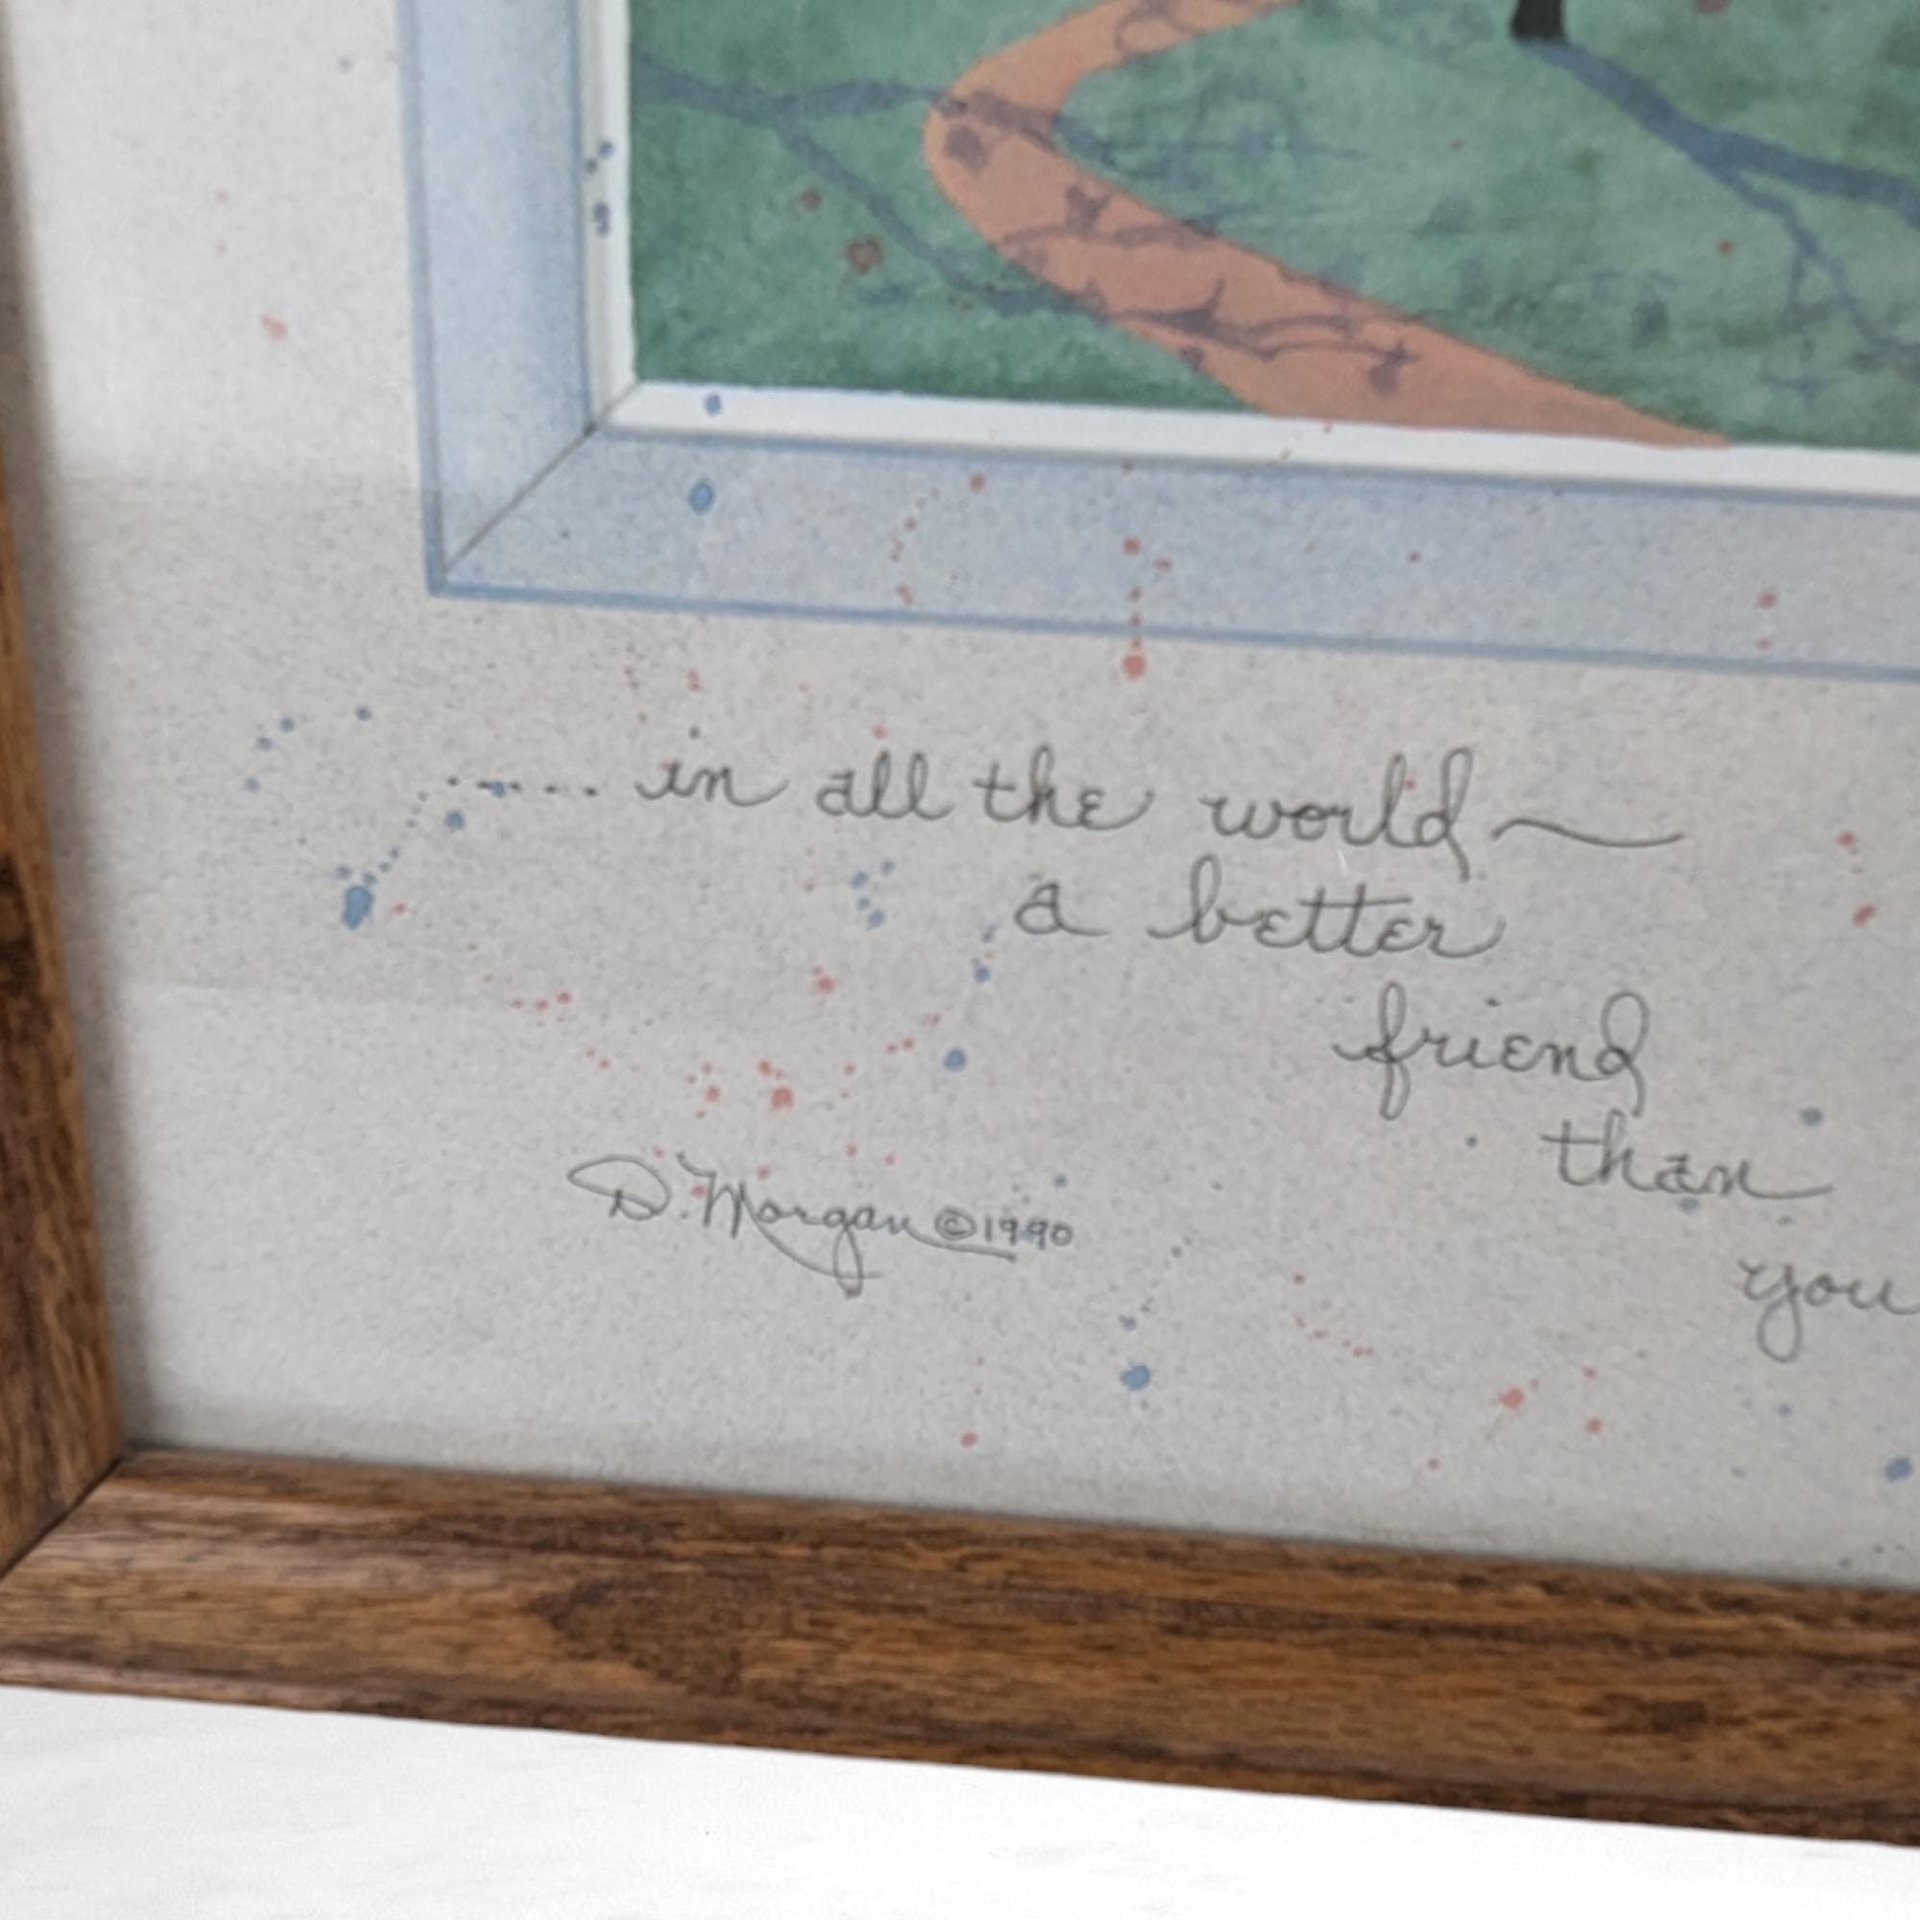 ..... in all the world~
a better
friend
than
you
D. Morgan ©1990